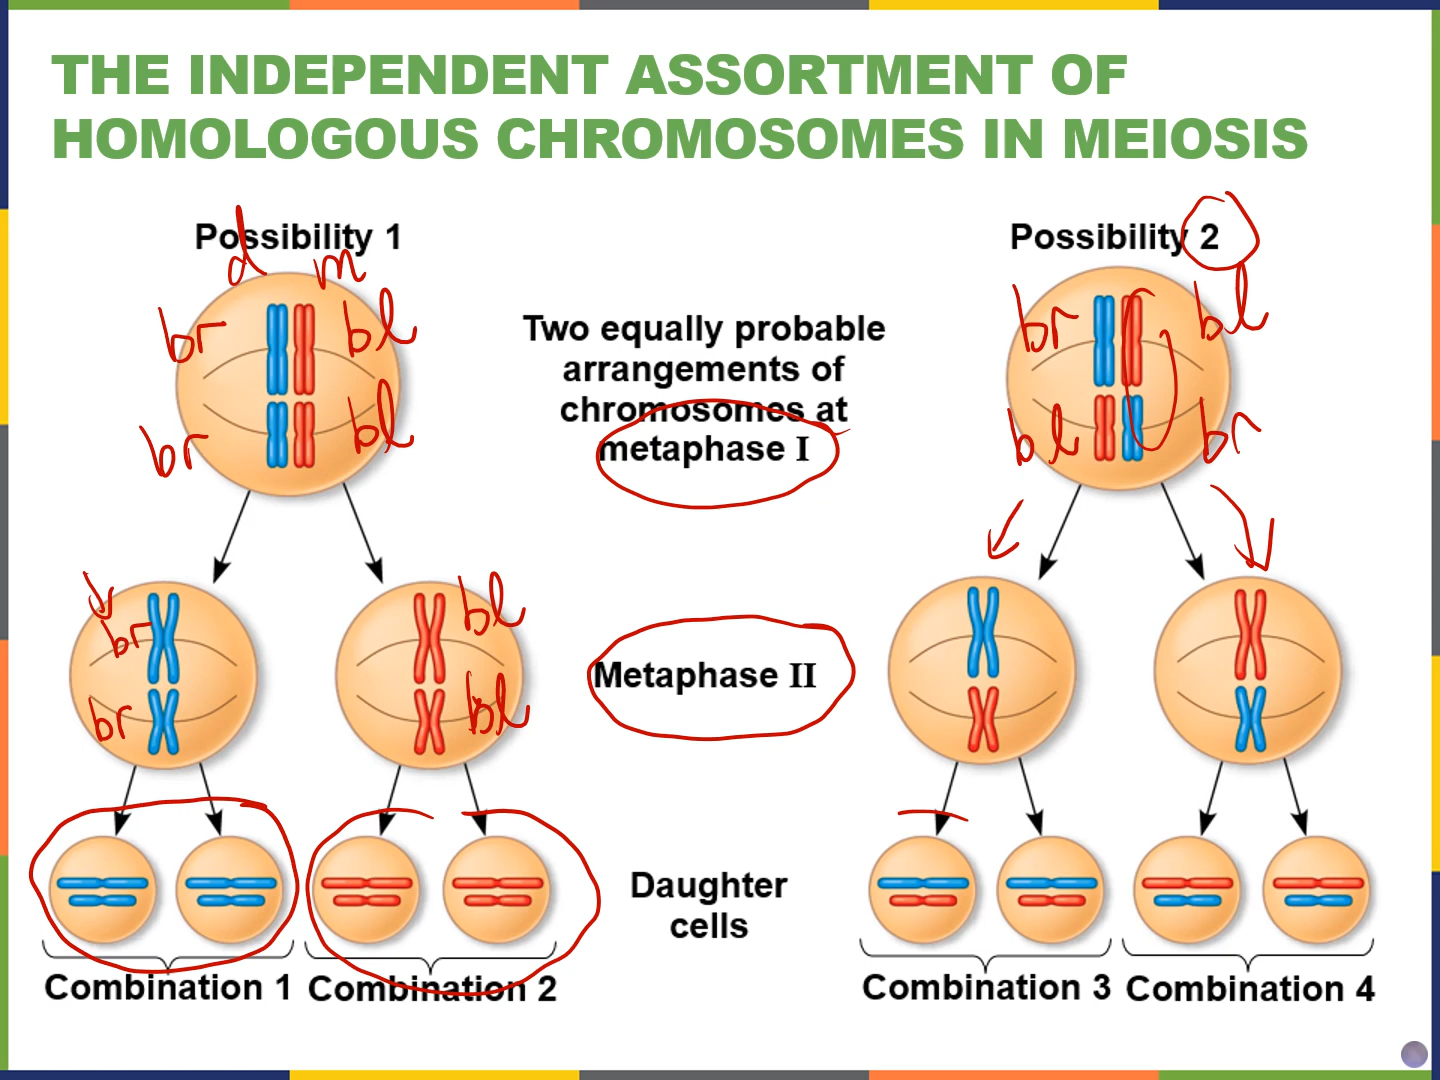 THE INDEPENDENT ASSORTMENT OF
HOMOLOGOUS CHROMOSOMES IN MEIOSIS
Possibility 1
d m
br bl
br bl
Two equally probable
arrangements of
chromosomes at
metaphase I
Possibility 2
br bl
bl br
br bl
br bl
Metaphase II
Daughter
cells
Combination 1
Combination 2
Combination 3
Combination 4